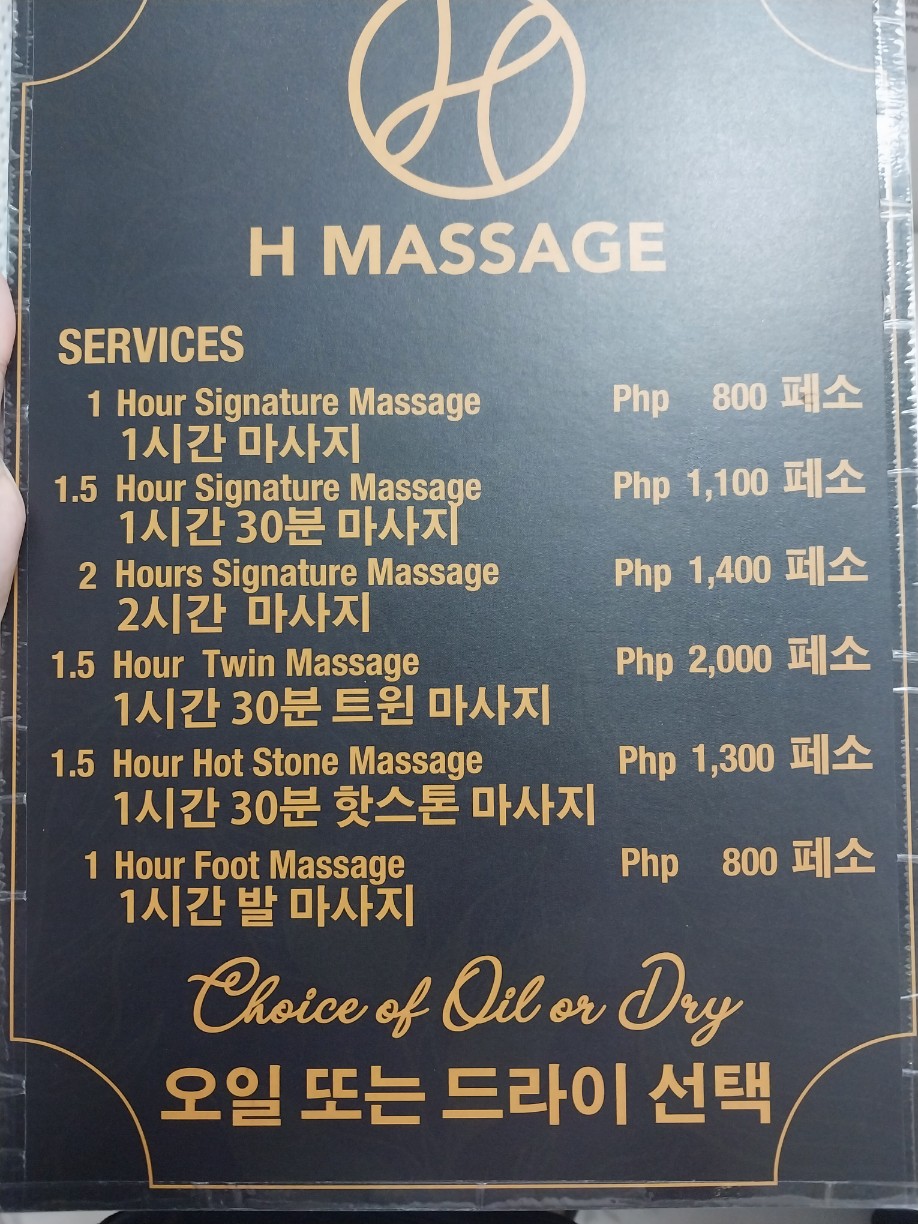 H MASSAGE
SERVICES
1 Hour Signature Massage Php 800 페소
1시간 마사지
1.5 Hour Signature Massage Php 1,100 페소
1시간 30분 마사지
2 Hours Signature Massage Php 1,400 페소
2시간 마사지
1.5 Hour Twin Massage Php 2,000 페소
1시간 30분 트윈 마사지
1.5 Hour Hot Stone Massage Php 1,300 페소
1시간 30분 핫스톤 마사지
1 Hour Foot Massage Php 800 페소
1시간 발 마사지
Choice of Oil or Dry
오일 또는 드라이 선택